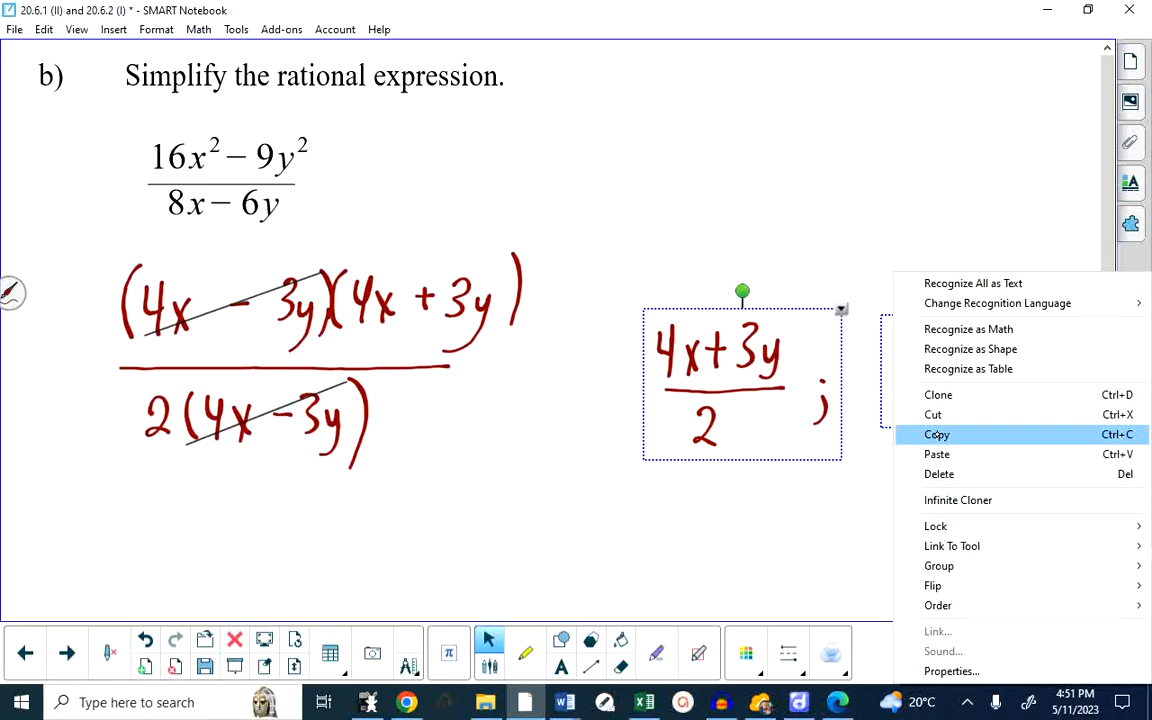 20.6.1 (II) and 20.6.2 (I) * - SMART Notebook
File Edit View Insert Format Math Tools Add-ons Account Help
b) Simplify the rational expression.
16x² − 9y²
8x − 6y
(4x − 3y)(4x + 3y)
2(4x − 3y)
4x + 3y
2 ;
Recognize All as Text
Change Recognition Language
Recognize as Math
Recognize as Shape
Recognize as Table
Clone Ctrl+D
Cut Ctrl+X
Copy Ctrl+C
Paste Ctrl+V
Delete Del
Infinite Cloner
Lock
Link To Tool
Group
Flip
Order
Link...
Sound...
Properties...
π
A
Type here to search
20°C
4:51 PM
5/11/2023